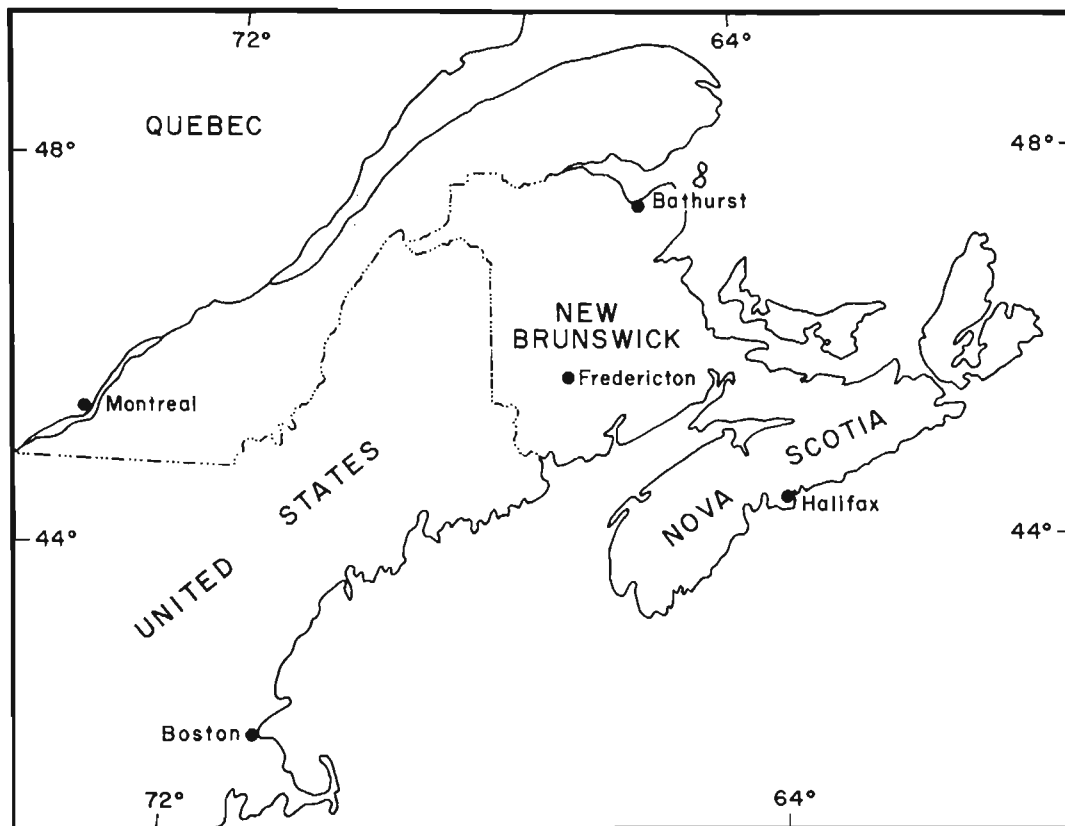 72°
64°
QUEBEC
48°
48°
Bathurst
NEW
BRUNSWICK
Fredericton
Montreal
SCOTIA
NOVA
Halifax
STATES
UNITED
44°
44°
Boston
72°
64°